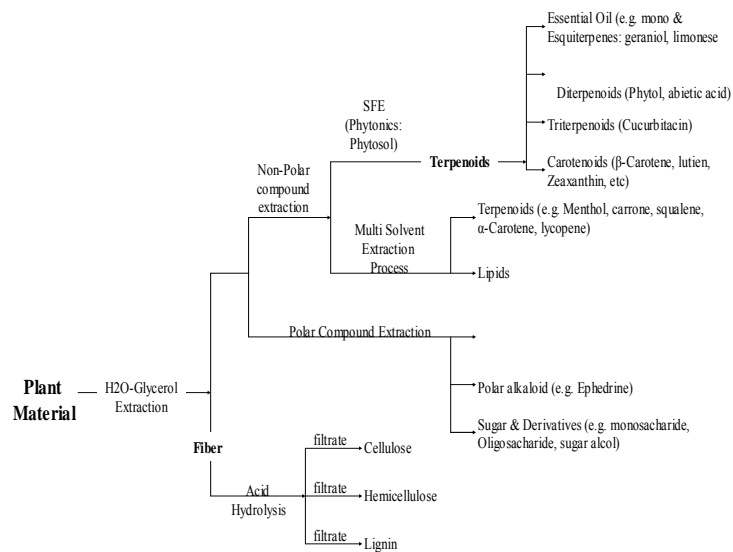 Essential Oil (e.g. mono &
Esquiterpenes: geraniol, limonese
Diterpenoids (Phytol, abietic acid)
SFE
(Phytonics:
Phytosol)
Triterpenoids (Cucurbitacin)
Terpenoids
Carotenoids (β-Carotene, lutien,
Zeaxanthin, etc)
Non-Polar
compound
extraction
Terpenoids (e.g. Menthol, carrone, squalene,
α-Carotene, lycopene)
Multi Solvent
Extraction
Process
Lipids
Polar Compound Extraction
Plant
Material
H2O-Glycerol
Extraction
Polar alkaloid (e.g. Ephedrine)
Sugar & Derivatives (e.g. monosacharide,
Oligosacharide, sugar alcol)
Fiber
filtrate
Cellulose
Acid
Hydrolysis
filtrate
Hemicellulose
filtrate
Lignin